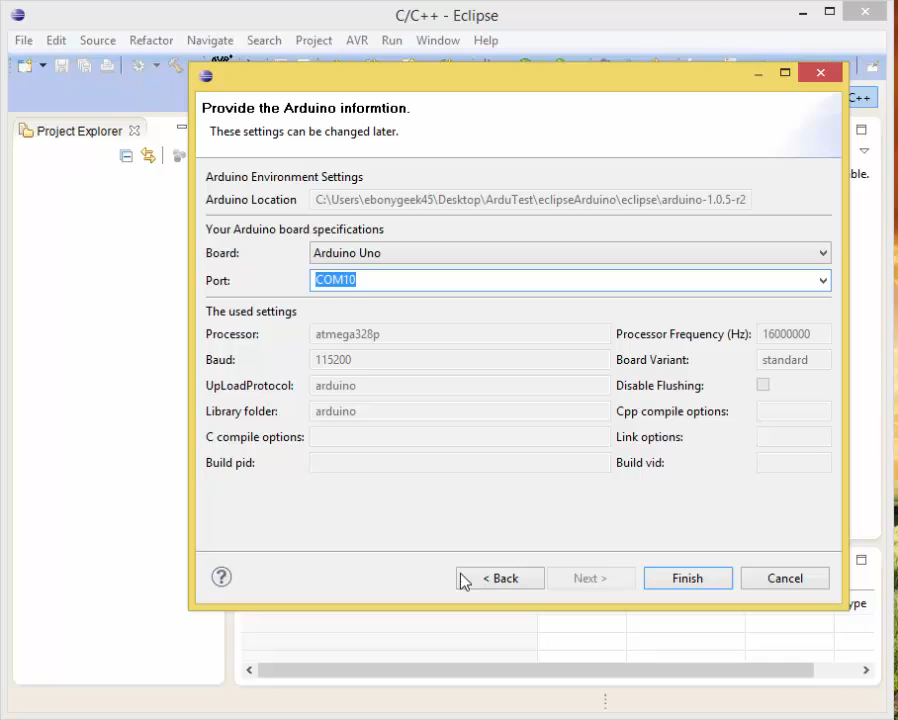 C/C++ - Eclipse
File Edit Source Refactor Navigate Search Project AVR Run Window Help
C++
Project Explorer
ble.
Provide the Arduino informtion.
These settings can be changed later.
Arduino Environment Settings
Arduino Location C:\Users\ebonygeek45\Desktop\ArduTest\eclipseArduino\eclipse\arduino-1.0.5-r2
Your Arduino board specifications
Board: Arduino Uno
Port: COM10
The used settings
Processor: atmega328p Processor Frequency (Hz): 16000000
Baud: 115200 Board Variant: standard
UpLoadProtocol: arduino Disable Flushing:
Library folder: arduino Cpp compile options:
C compile options: Link options:
Build pid: Build vid:
? < Back Next > Finish Cancel
ype